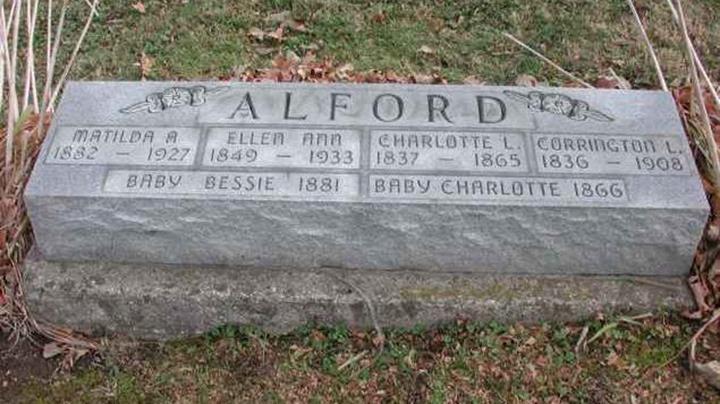 ALFORD
MATILDA A. ELLEN ANN CHARLOTTE L. CORRINGTON L.
1882 – 1927 1849 – 1933 1837 – 1865 1836 – 1908
BABY BESSIE 1881 BABY CHARLOTTE 1866